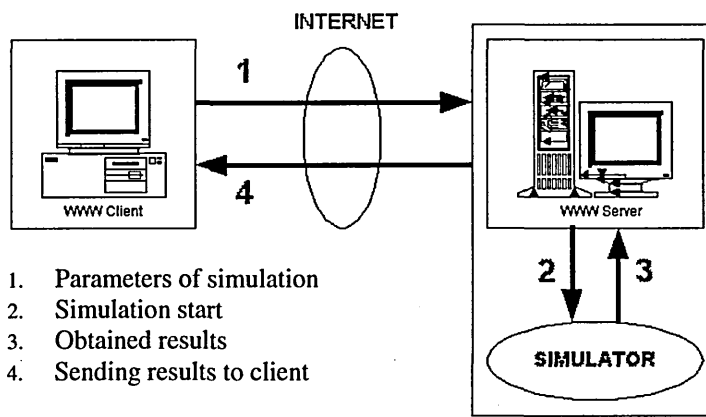 INTERNET
1
4
WWW Client
WWW Server
2
3
SIMULATOR
1. Parameters of simulation
2. Simulation start
3. Obtained results
4. Sending results to client